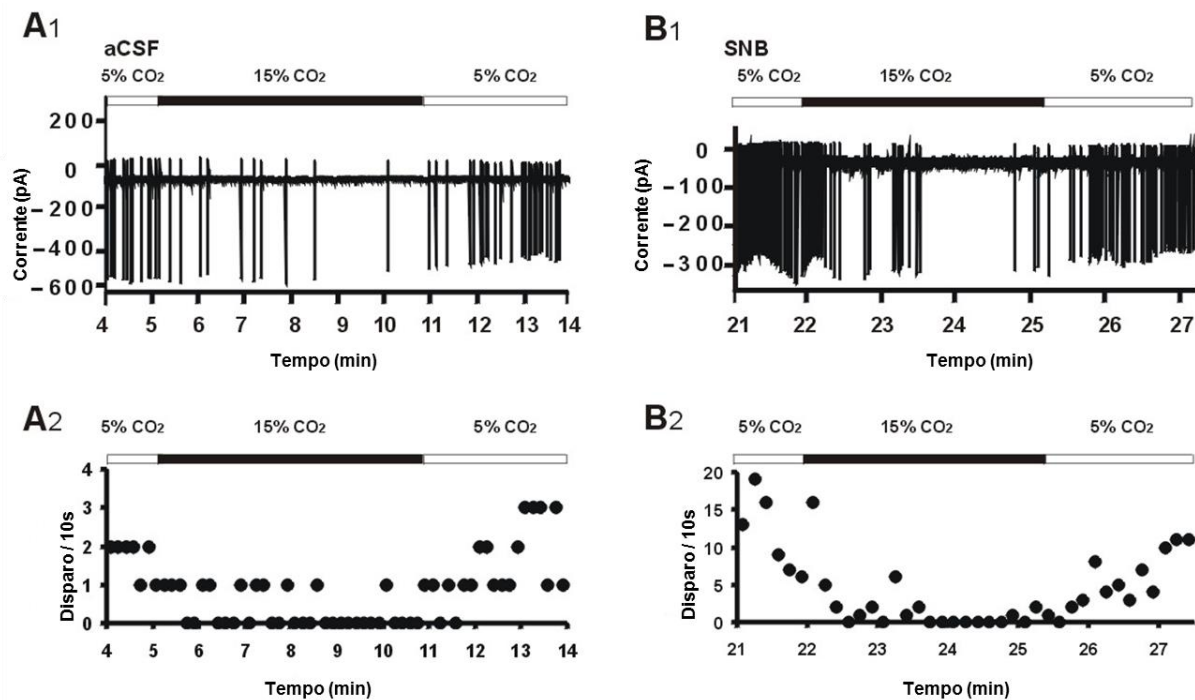 A1
aCSF
5% CO2 15% CO2 5% CO2
200
0
−200
−400
−600
Corrente (pA)
4 5 6 7 8 9 10 11 12 13 14
Tempo (min)
B1
SNB
5% CO2 15% CO2 5% CO2
0
−100
−200
−300
Corrente (pA)
21 22 23 24 25 26 27
Tempo (min)
A2
5% CO2 15% CO2 5% CO2
4
3
2
1
0
Disparo / 10s
4 5 6 7 8 9 10 11 12 13 14
Tempo (min)
B2
5% CO2 15% CO2 5% CO2
20
15
10
5
0
Disparo / 10s
21 22 23 24 25 26 27
Tempo (min)